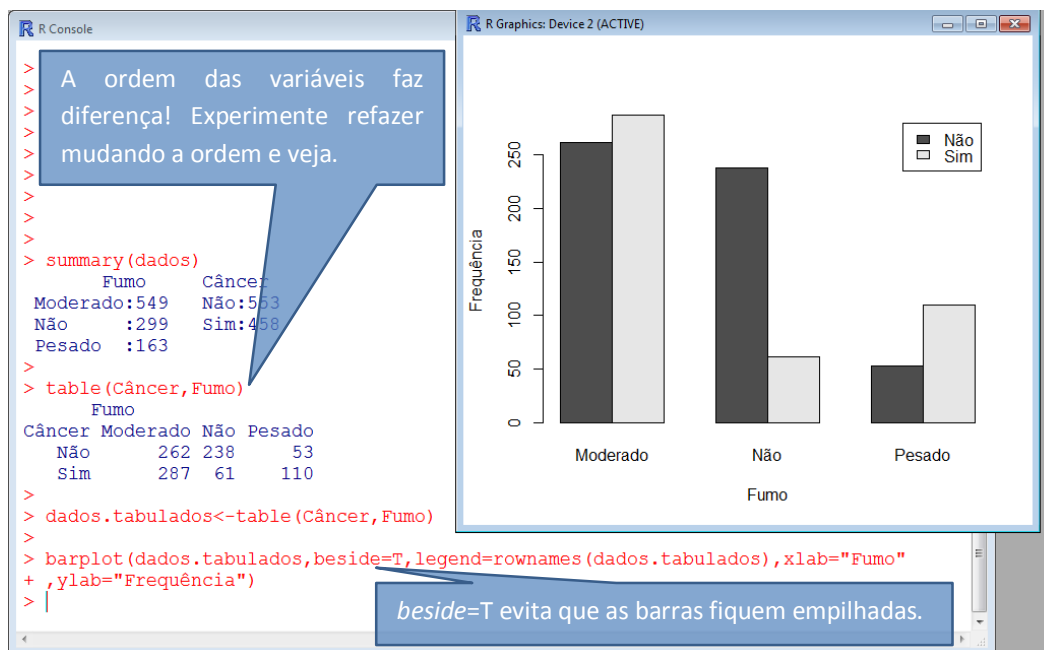 R Console
>
>
>
>
>
>
>
>
>
> summary(dados)
Fumo Câncer
Moderado:549 Não:553
Não :299 Sim:458
Pesado :163
>
> table(Câncer,Fumo)
Fumo
Câncer Moderado Não Pesado
Não 262 238 53
Sim 287 61 110
>
> dados.tabulados<-table(Câncer,Fumo)
>
> barplot(dados.tabulados,beside=T,legend=rownames(dados.tabulados),xlab="Fumo"
+ ,ylab="Frequência")
>
A ordem das variáveis faz
diferença! Experimente refazer
mudando a ordem e veja.
beside=T evita que as barras fiquem empilhadas.
R Graphics: Device 2 (ACTIVE)
Não
Sim
Frequência
250
200
150
100
50
0
Moderado Não Pesado
Fumo